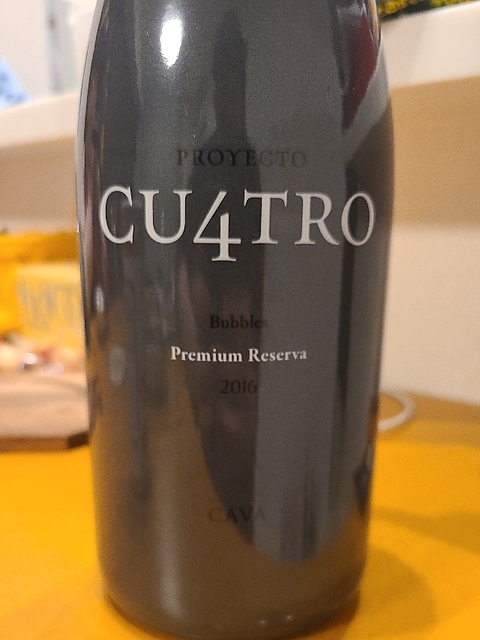 PROYECTO
CU4TRO
Bubbles
Premium Reserva
2016
CAVA